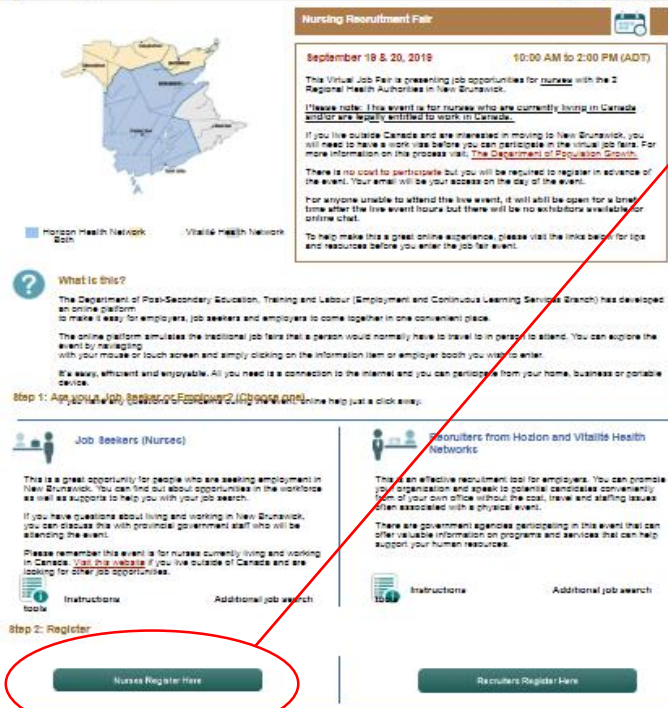 Nursing Recruitment Fair
September 19 & 20, 2019 10:00 AM to 2:00 PM (ADT)
This Virtual Job Fair is presenting job opportunities for nurses with the 2
Regional Health Authorities in New Brunswick.
Please note: This event is for nurses who are currently living in Canada
and/or are legally entitled to work in Canada.
If you live outside Canada and are interested in moving to New Brunswick, you
will need to have a work visa before you can participate in the virtual job fairs. For
more information on this process visit: The Department of Population Growth.
There is no cost to participate but you will be required to register in advance of
the event. Your email will be your access on the day of the event.
For anyone unable to attend the live event, it will still be open for a brief
time after the live event hours but there will be no exhibitors available for
online chat.
To help make this a great online experience, please visit the links below for tips
and resources before you enter the job fair event.
Horizon Health Network Vitalité Health Network
Both
What is this?
The Department of Post-Secondary Education, Training and Labour (Employment and Continuous Learning Services Branch) has developed
an online platform
to make it easy for employers, job seekers and employers to come together in one convenient place.
The online platform simulates the traditional job fairs that a person would normally have to travel to in person to attend. You can explore the
event by navigating
with your mouse or touch screen and simply clicking on the information item or employer booth you wish to enter.
It's easy, efficient and enjoyable. All you need is a connection to the internet and you can participate from your home, business or portable
device.
If you have any questions or concerns during the event, online help just a click away.
Step 1: Are you a Job Seeker or Employer? (Choose one)
Job Seekers (Nurses)
This is a great opportunity for people who are seeking employment in
New Brunswick. You can find out about opportunities in the workforce
as well as supports to help you with your job search.
If you have questions about living and working in New Brunswick,
you can discuss this with provincial government staff who will be
attending the event.
Please remember this event is for nurses currently living and working
in Canada. Visit this website if you live outside of Canada and are
looking for other job opportunities.
Instructions Additional job search
tools
Recruiters from Hozion and Vitalité Health
Networks
This is an effective recruitment tool for employers. You can promote
your organization and speak to potential candidates conveniently
from of your own office without the cost, travel and staffing issues
often associated with a physical event.
There are government agencies participating in this event that can
offer valuable information on programs and services that can help
support your human resources.
Instructions Additional job search
tools
Step 2: Register
Nurses Register Here
Recruiters Register Here